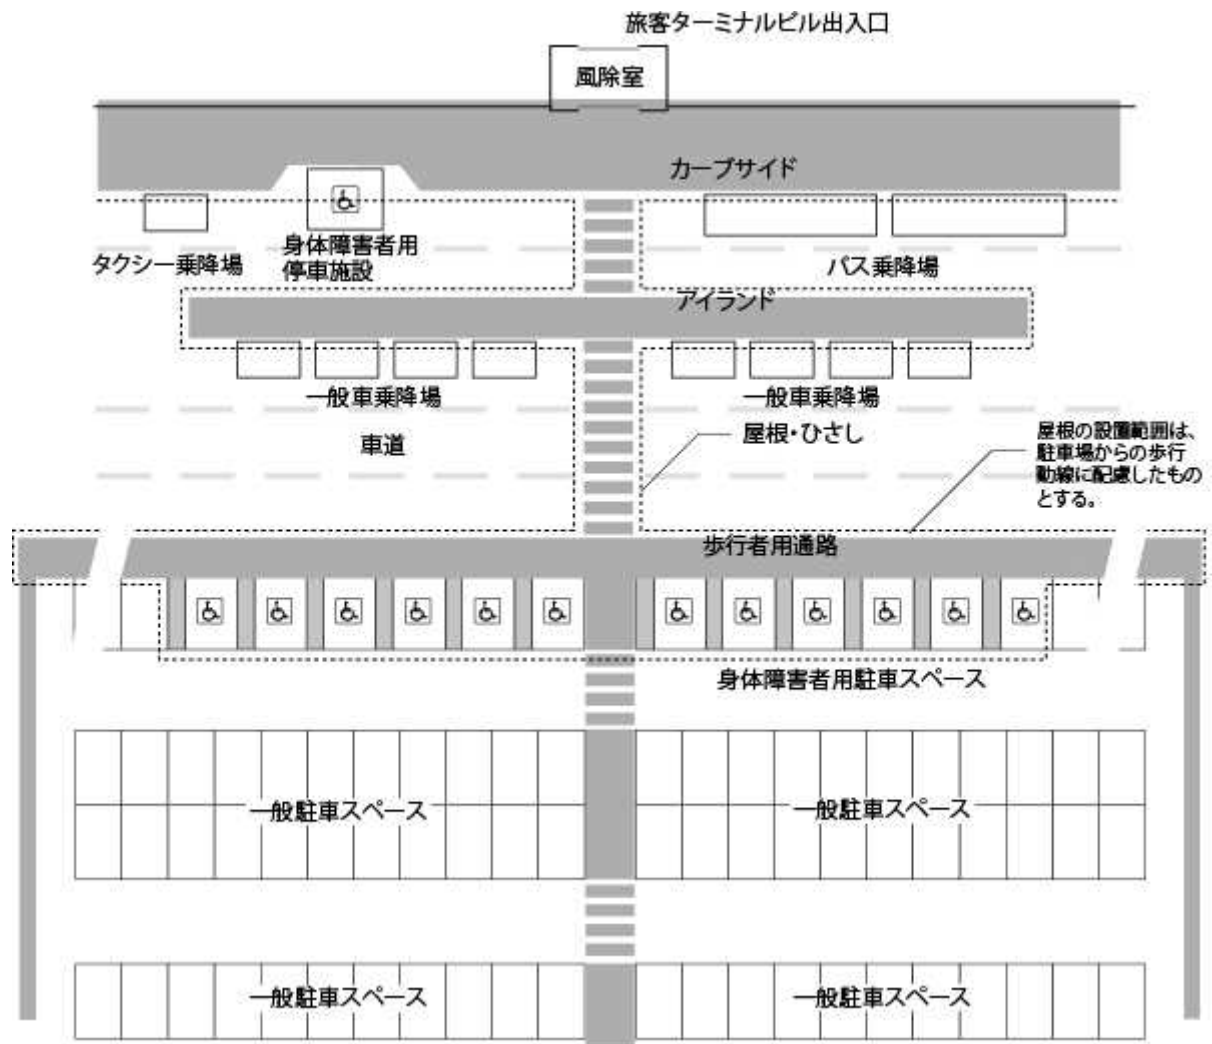 旅客ターミナルビル出入口
風除室
カーブサイド
タクシー乗降場
身体障害者用
停車施設
バス乗降場
アイランド
一般車乗降場
一般車乗降場
車道
屋根・ひさし
屋根の設置範囲は、
駐車場からの歩行
動線に配慮したもの
とする。
歩行者用通路
身体障害者用駐車スペース
一般駐車スペース
一般駐車スペース
一般駐車スペース
一般駐車スペース